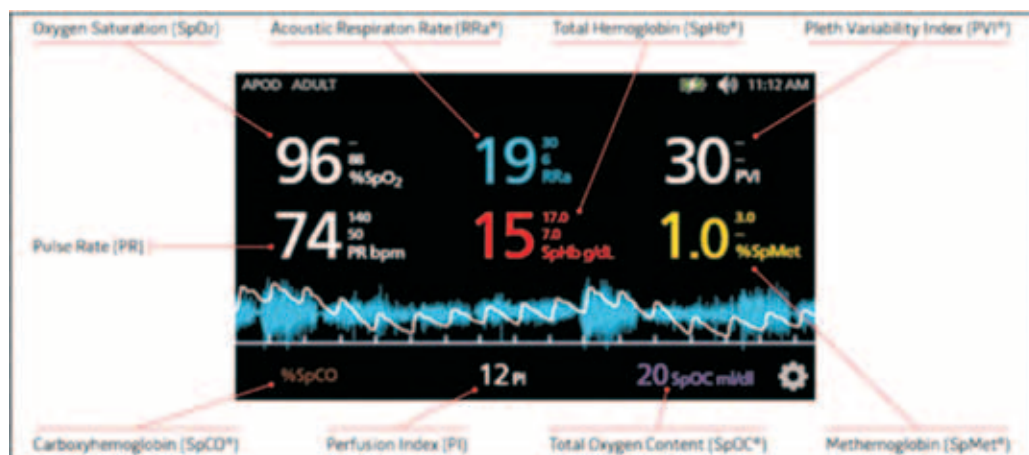 Oxygen Saturation (SpO₂)
Acoustic Respiraton Rate (RRa®)
Total Hemoglobin (SpHb®)
Pleth Variability Index (PVI®)
APOD ADULT
11:12 AM
96 – 88 %SpO₂
19 30 6 RRa
30 – – PVI
Pulse Rate (PR)
74 140 50 PR bpm
15 17.0 7.0 SpHb g/dL
1.0 3.0 – %SpMet
%SpCO
12 PI
20 SpOC ml/dl
Carboxyhemoglobin (SpCO®)
Perfusion Index (PI)
Total Oxygen Content (SpOC®)
Methemoglobin (SpMet®)